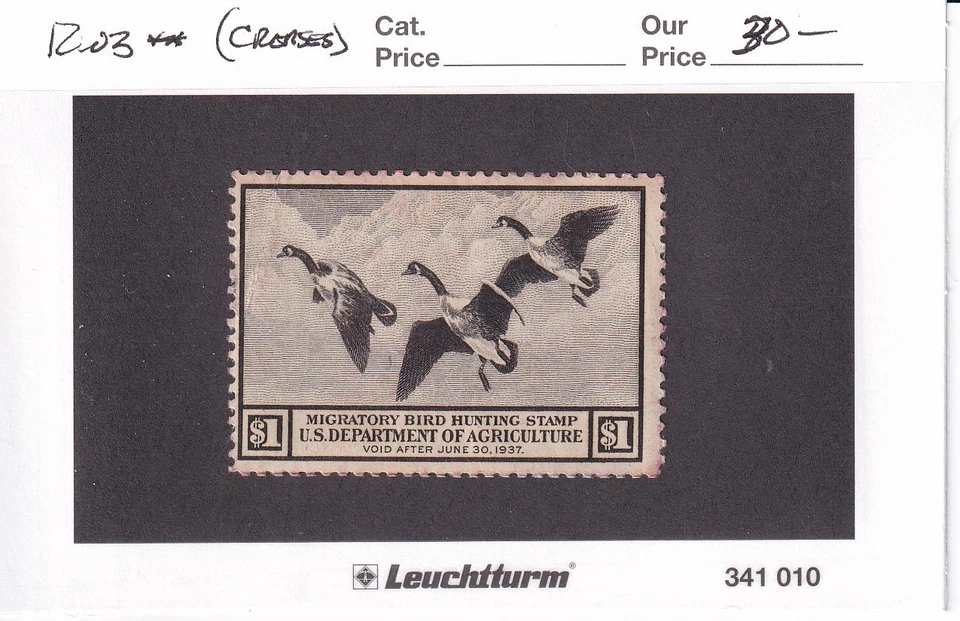 R.03 ** (CREASES)
Cat.
Price
Our
Price 30-
$1
MIGRATORY BIRD HUNTING STAMP
U.S. DEPARTMENT OF AGRICULTURE
VOID AFTER JUNE 30, 1937.
$1
Leuchtturm®
341 010